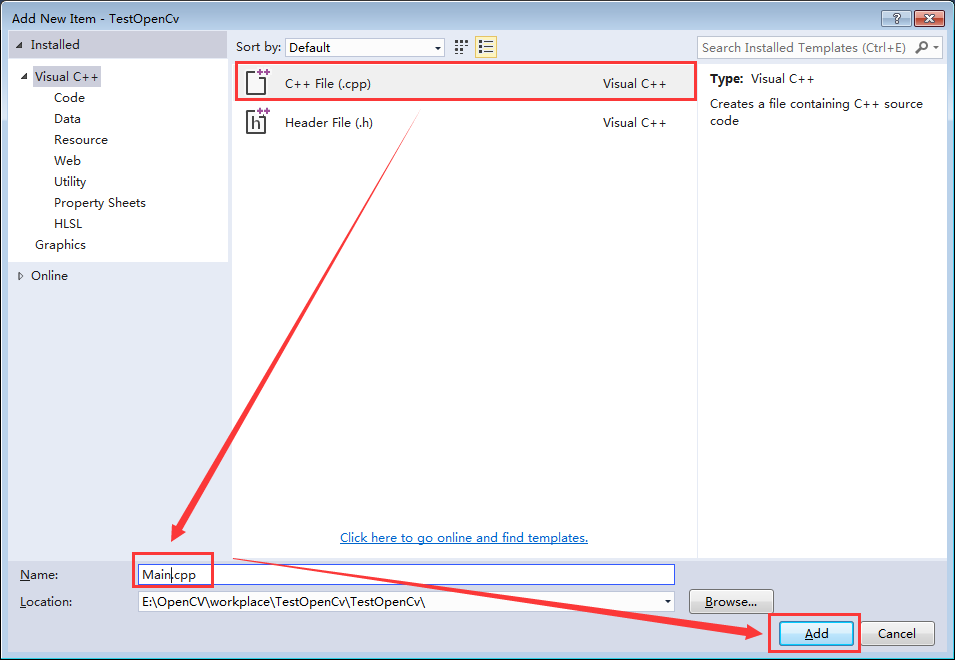 Add New Item - TestOpenCv
Installed
Sort by: Default
Search Installed Templates (Ctrl+E)
Visual C++
Code
Data
Resource
Web
Utility
Property Sheets
HLSL
Graphics
Online
C++ File (.cpp) Visual C++
Header File (.h) Visual C++
Type: Visual C++
Creates a file containing C++ source
code
Click here to go online and find templates.
Name: Main.cpp
Location: E:\OpenCV\workplace\TestOpenCv\TestOpenCv\
Browse...
Add Cancel